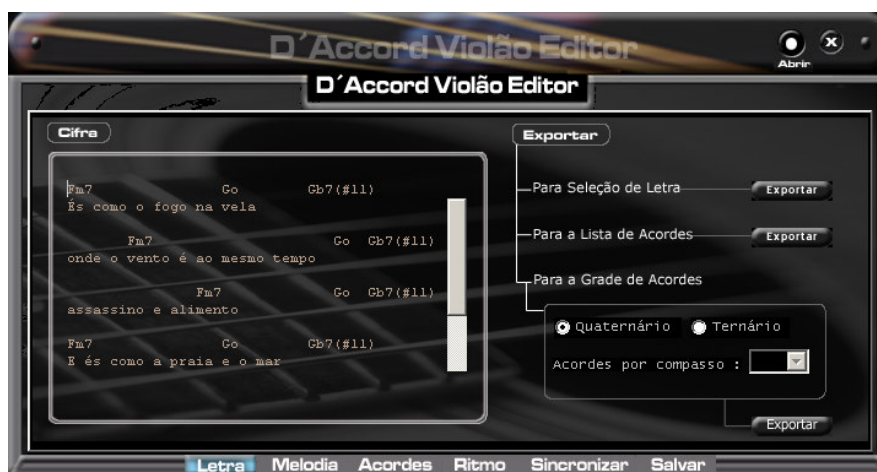 D´Accord Violão Editor
Abrir
D´Accord Violão Editor
Cifra
Fm7 Go Gb7(#11)
És como o fogo na vela
Fm7 Go Gb7(#11)
onde o vento é ao mesmo tempo
Fm7 Go Gb7(#11)
assassino e alimento
Fm7 Go Gb7(#11)
E és como a praia e o mar
Exportar
Para Seleção de Letra Exportar
Para a Lista de Acordes Exportar
Para a Grade de Acordes
Quaternário Ternário
Acordes por compasso :
Exportar
Letra Melodia Acordes Ritmo Sincronizar Salvar